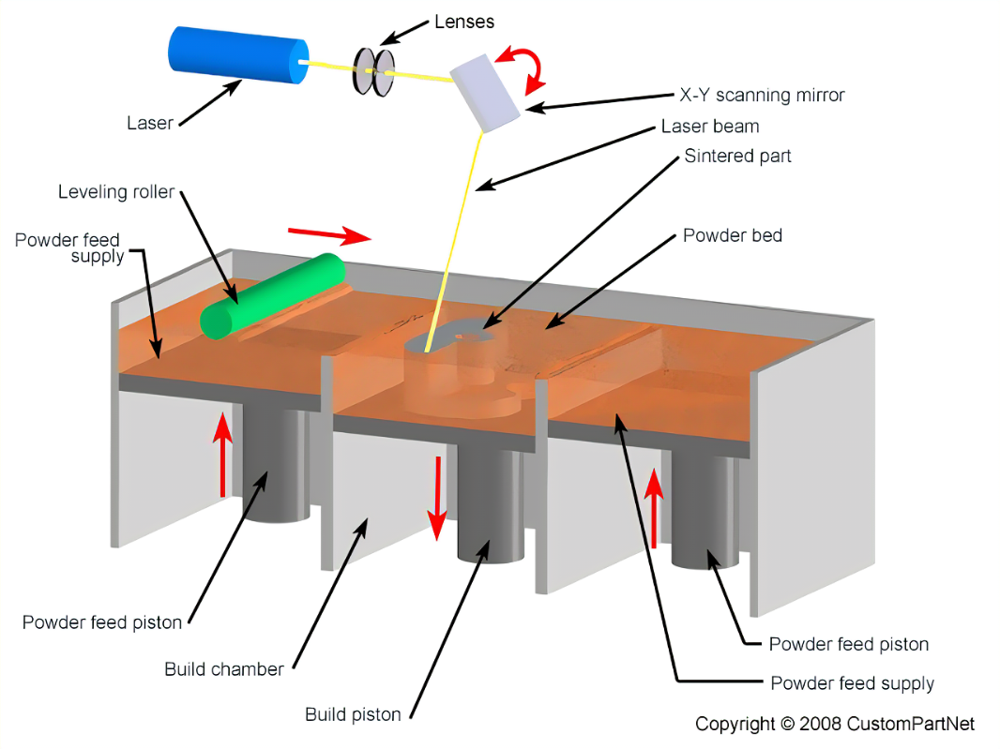 Lenses
X-Y scanning mirror
Laser
Laser beam
Sintered part
Leveling roller
Powder feed
supply
Powder bed
Powder feed piston
Build chamber
Build piston
Powder feed piston
Powder feed supply
Copyright © 2008 CustomPartNet